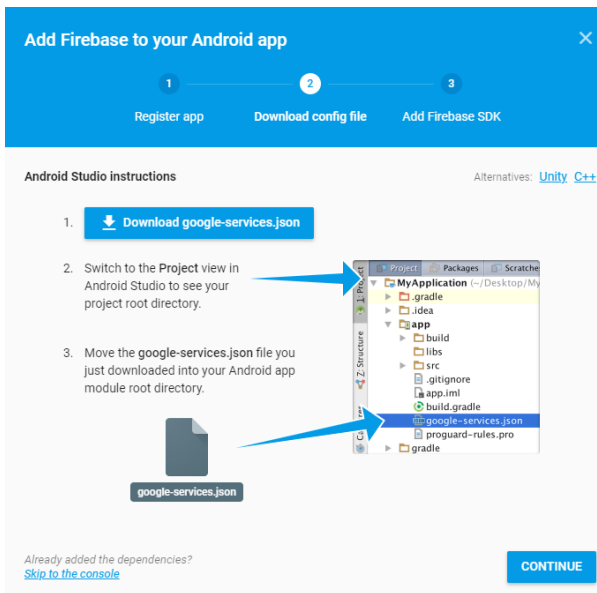 Add Firebase to your Android app
1
2
3
Register app
Download config file
Add Firebase SDK
Android Studio instructions
Alternatives: Unity C++
1. Download google-services.json
2. Switch to the Project view in
Android Studio to see your
project root directory.
3. Move the google-services.json file you
just downloaded into your Android app
module root directory.
google-services.json
Project Packages Scratche
1: Project
Z: Structure
MyApplication (~/Desktop/My
.gradle
.idea
app
build
libs
src
.gitignore
app.iml
build.gradle
google-services.json
proguard-rules.pro
gradle
Already added the dependencies?
Skip to the console
CONTINUE